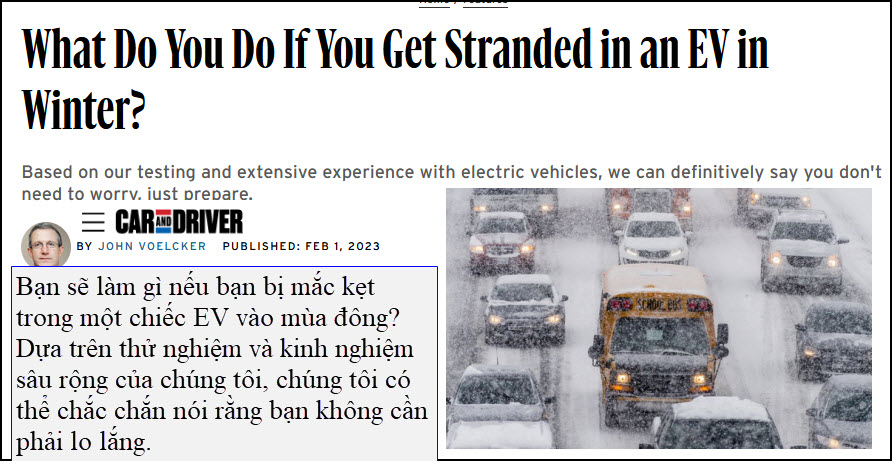 What Do You Do If You Get Stranded in an EV in
Winter?
Based on our testing and extensive experience with electric vehicles, we can definitively say you don't
need to worry, just prepare.
CAR AND DRIVER
BY JOHN VOELCKER PUBLISHED: FEB 1, 2023
Bạn sẽ làm gì nếu bạn bị mắc kẹt
trong một chiếc EV vào mùa đông?
Dựa trên thử nghiệm và kinh nghiệm
sâu rộng của chúng tôi, chúng tôi có
thể chắc chắn nói rằng bạn không cần
phải lo lắng.
SCHOOL BUS